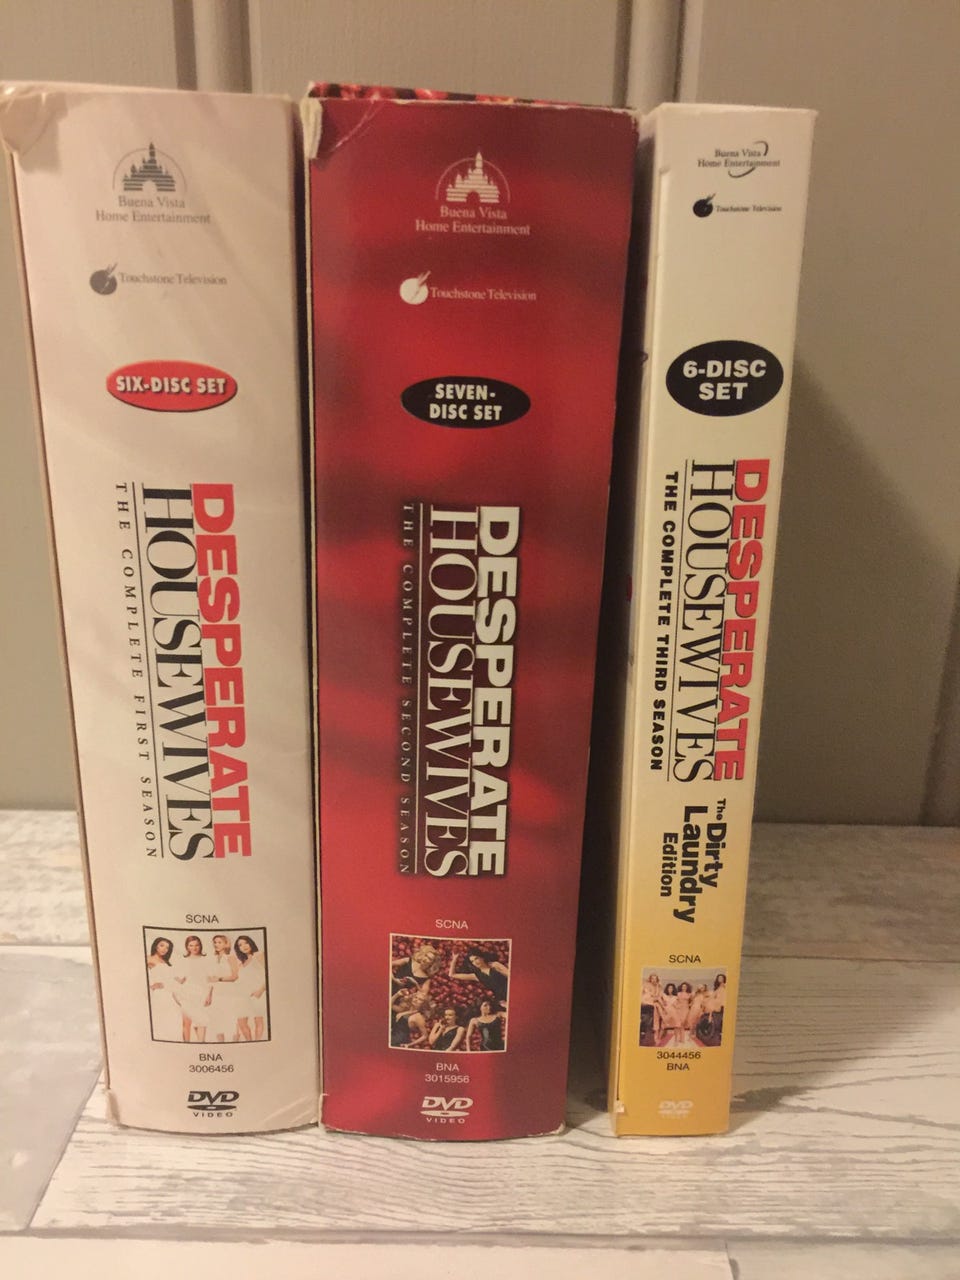 Buena Vista
Home Entertainment
Touchstone Television
SIX-DISC SET
DESPERATE
HOUSEWIVES
THE COMPLETE FIRST SEASON
SCNA
BNA
3006456
DVD
VIDEO
Buena Vista
Home Entertainment
Touchstone Television
SEVEN-
DISC SET
DESPERATE
HOUSEWIVES
THE COMPLETE SECOND SEASON
SCNA
BNA
3015956
DVD
VIDEO
Buena Vista
Home Entertainment
Touchstone Television
6-DISC
SET
DESPERATE
HOUSEWIVES
THE COMPLETE THIRD SEASON
The Dirty
Laundry
Edition
SCNA
3044456
BNA
DVD
VIDEO